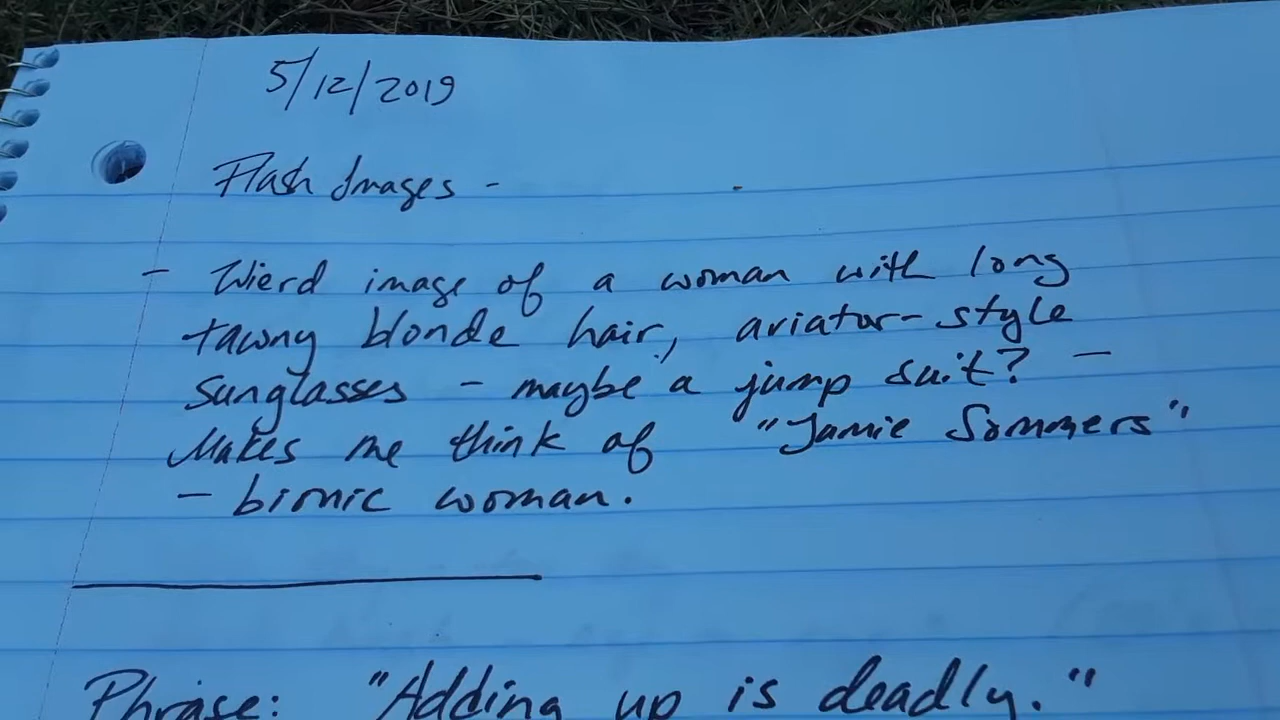 5/12/2019
Flash Images -
- Wierd image of a woman with long
tawny blonde hair, aviator-style
sunglasses - maybe a jump suit? -
Makes me think of "Jamie Sommers"
- bionic woman.
Phrase: "Adding up is deadly."